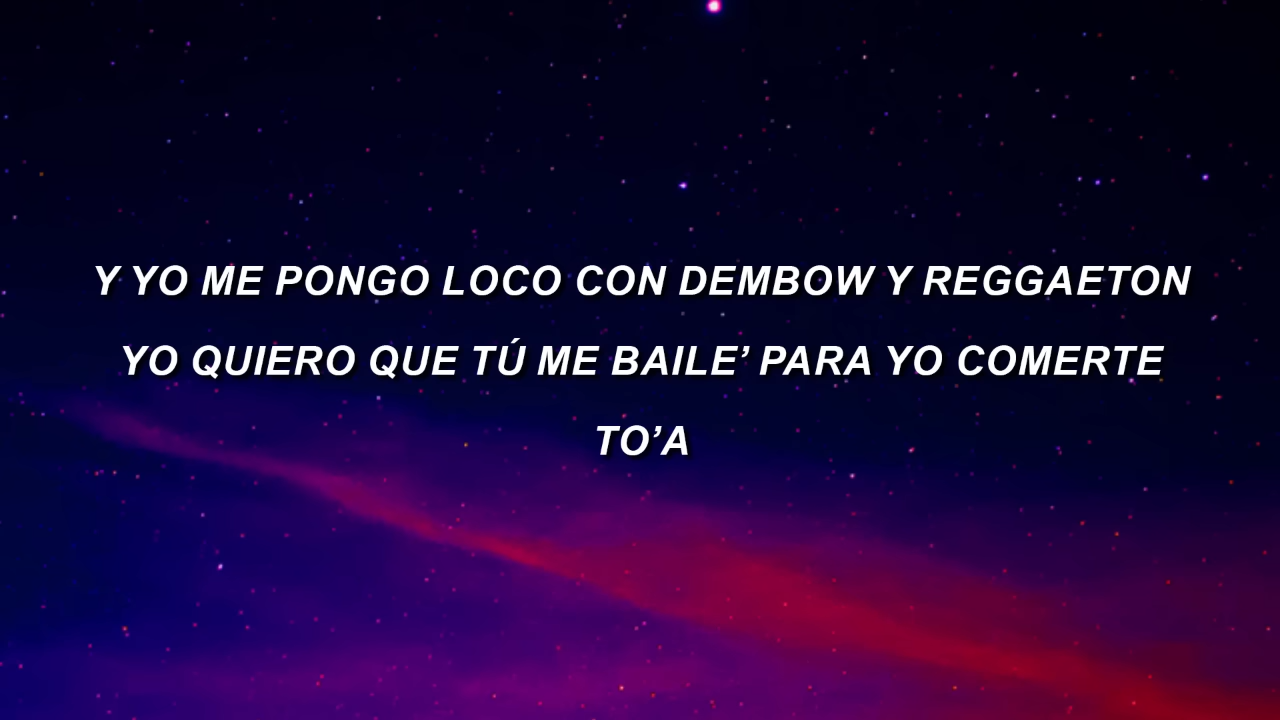 Y YO ME PONGO LOCO CON DEMBOW Y REGGAETON
YO QUIERO QUE TÚ ME BAILE’ PARA YO COMERTE
TO’A